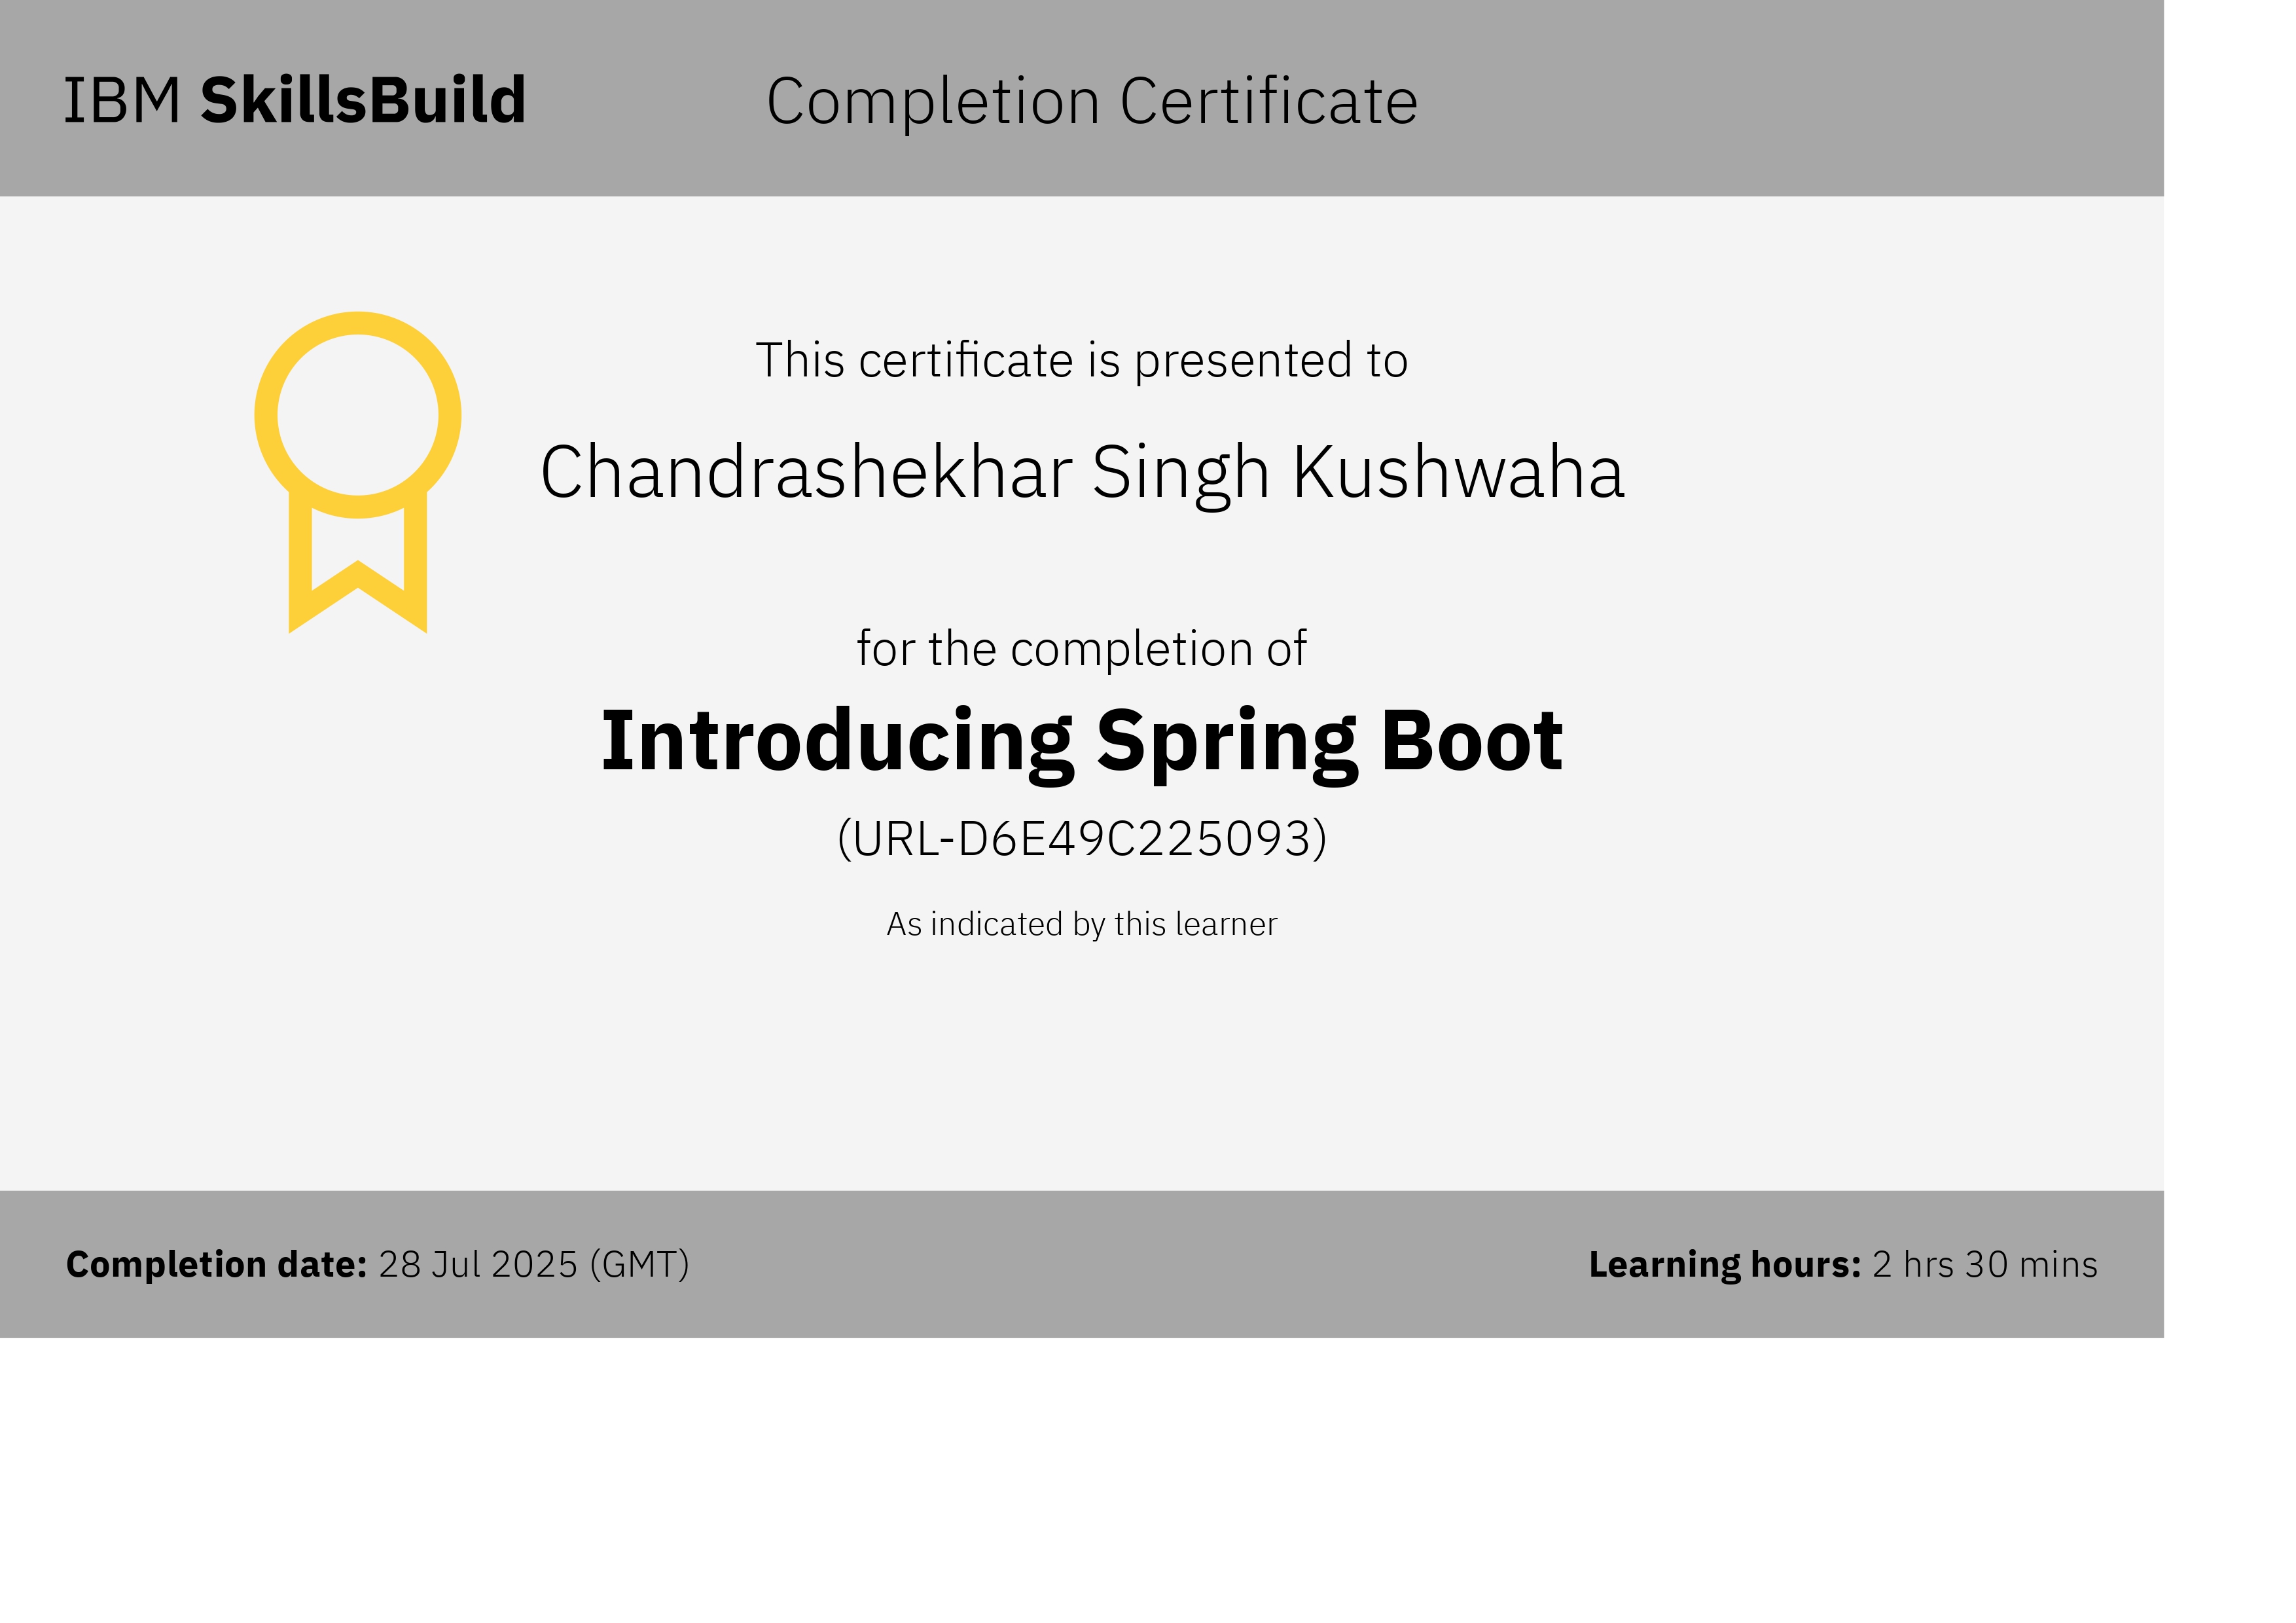 IBM SkillsBuild
Completion Certificate
This certificate is presented to
Chandrashekhar Singh Kushwaha
for the completion of
Introducing Spring Boot
(URL-D6E49C225093)
As indicated by this learner
Completion date: 28 Jul 2025 (GMT)
Learning hours: 2 hrs 30 mins